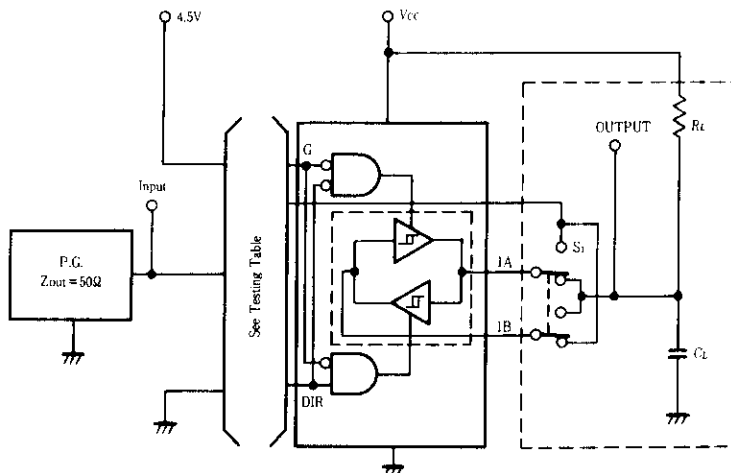 4.5V
Vcc
RL
OUTPUT
G
Input
S1
P.G.
Zout = 50Ω
See Testing Table
1A
1B
CL
DIR